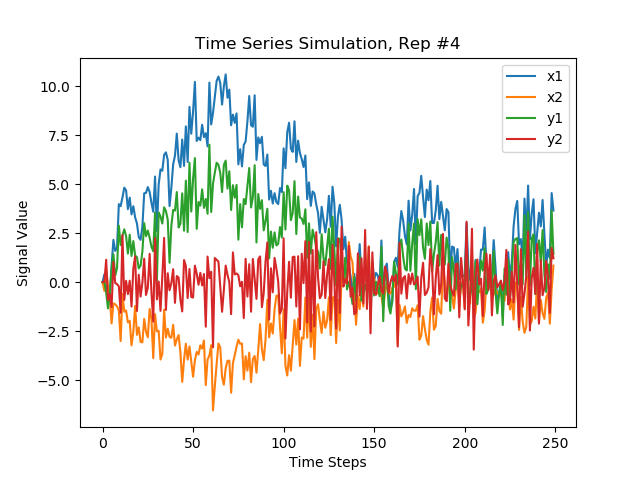 Time Series Simulation, Rep #4
x1
x2
y1
y2
10.0
7.5
5.0
2.5
0.0
−2.5
−5.0
Signal Value
0 50 100 150 200 250
Time Steps